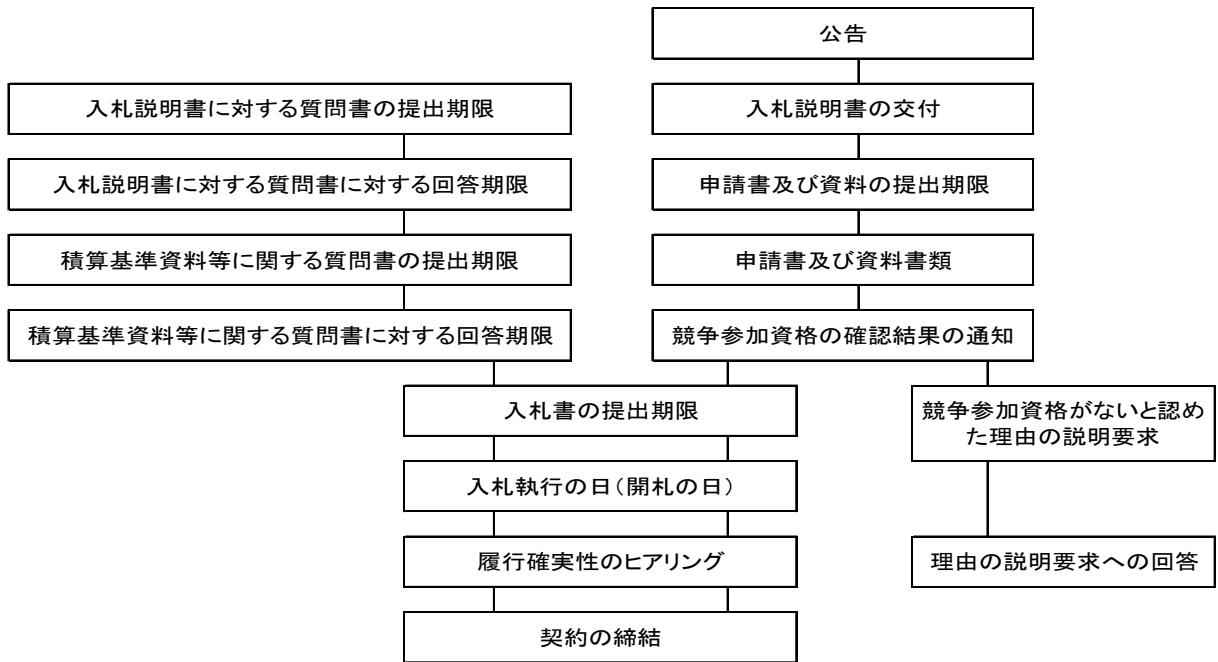 公告
入札説明書に対する質問書の提出期限
入札説明書の交付
入札説明書に対する質問書に対する回答期限
申請書及び資料の提出期限
積算基準資料等に関する質問書の提出期限
申請書及び資料書類
積算基準資料等に関する質問書に対する回答期限
競争参加資格の確認結果の通知
入札書の提出期限
競争参加資格がないと認め
た理由の説明要求
入札執行の日（開札の日）
履行確実性のヒアリング
理由の説明要求への回答
契約の締結